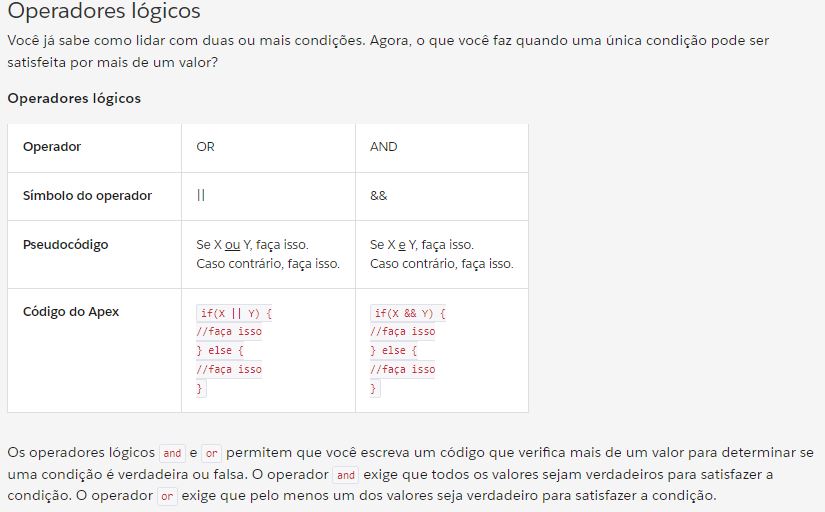 Operadores lógicos
Você já sabe como lidar com duas ou mais condições. Agora, o que você faz quando uma única condição pode ser
satisfeita por mais de um valor?
Operadores lógicos
Operador OR AND
Símbolo do operador || &&
Pseudocódigo
Se X ou Y, faça isso.
Caso contrário, faça isso.
Se X e Y, faça isso.
Caso contrário, faça isso.
Código do Apex
if(X || Y) {
//faça isso
} else {
//faça isso
}
if(X && Y) {
//faça isso
} else {
//faça isso
}
Os operadores lógicos and e or permitem que você escreva um código que verifica mais de um valor para determinar se
uma condição é verdadeira ou falsa. O operador and exige que todos os valores sejam verdadeiros para satisfazer a
condição. O operador or exige que pelo menos um dos valores seja verdadeiro para satisfazer a condição.